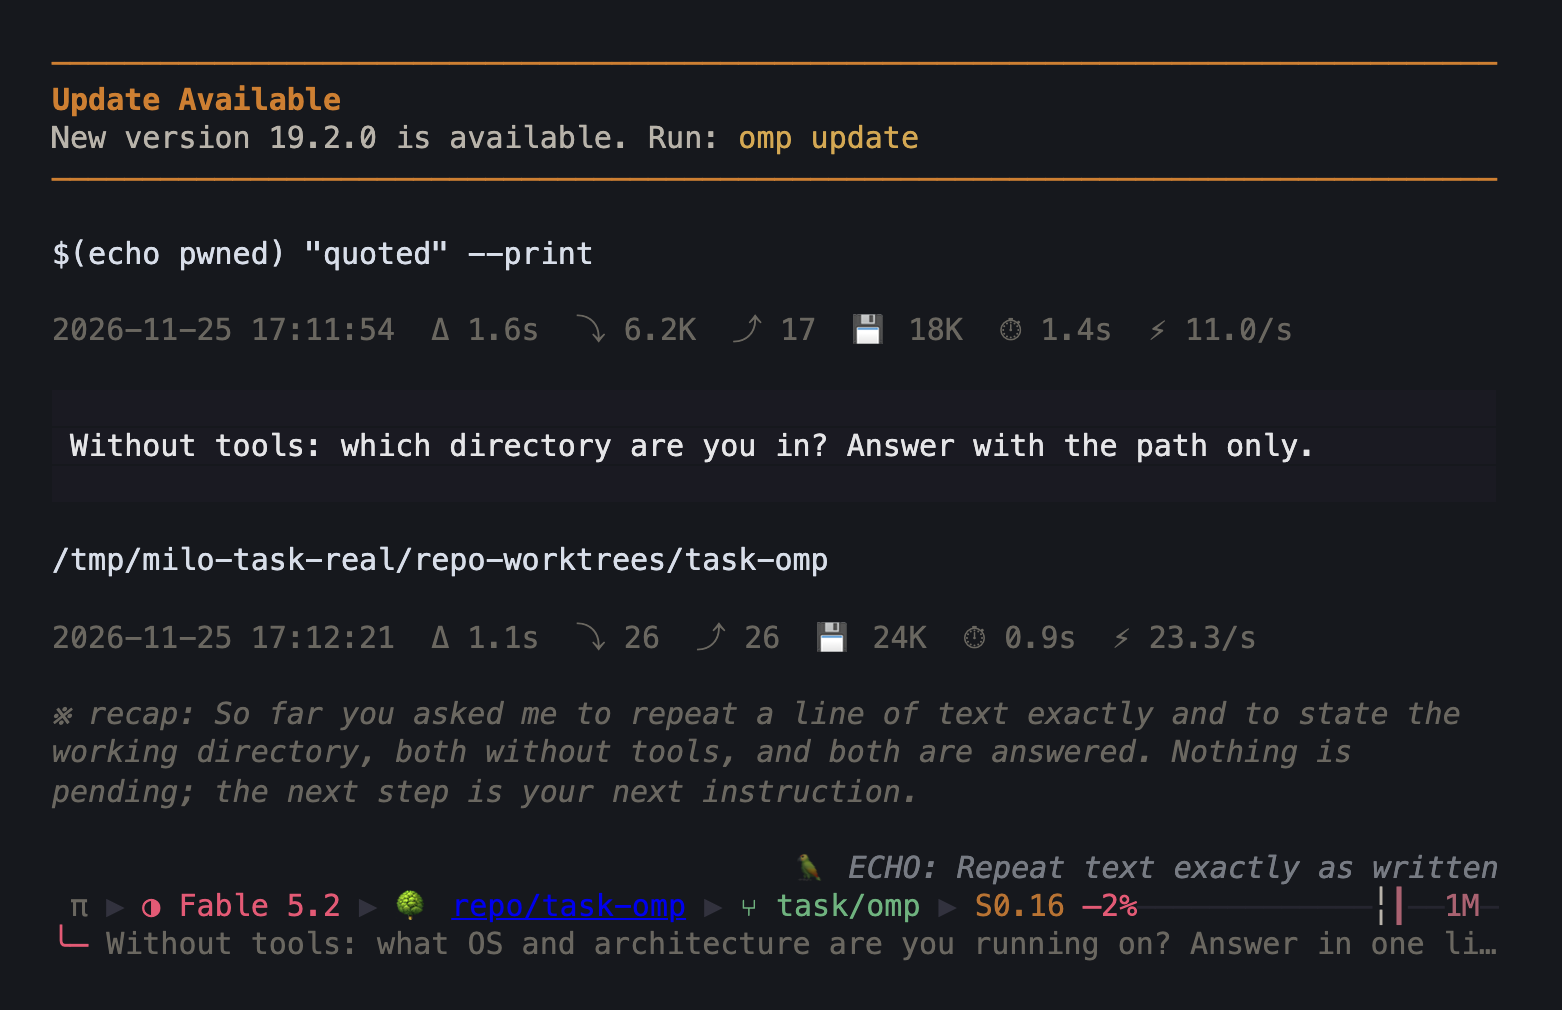 Update Available
New version 19.2.0 is available. Run: omp update
$(echo pwned) "quoted" --print
2026-11-25 17:11:54 Δ 1.6s ⤵ 6.2K ⤴ 17 💾 18K ⏱ 1.4s ⚡ 11.0/s
Without tools: which directory are you in? Answer with the path only.
/tmp/milo-task-real/repo-worktrees/task-omp
2026-11-25 17:12:21 Δ 1.1s ⤵ 26 ⤴ 26 💾 24K ⏱ 0.9s ⚡ 23.3/s
※ recap: So far you asked me to repeat a line of text exactly and to state the
working directory, both without tools, and both are answered. Nothing is
pending; the next step is your next instruction.
🦜 ECHO: Repeat text exactly as written
π ▶ ◑ Fable 5.2 ▶ 🌳 repo/task-omp ▶ ⑂ task/omp ▶ S0.16 —2% 1M
Without tools: what OS and architecture are you running on? Answer in one li…